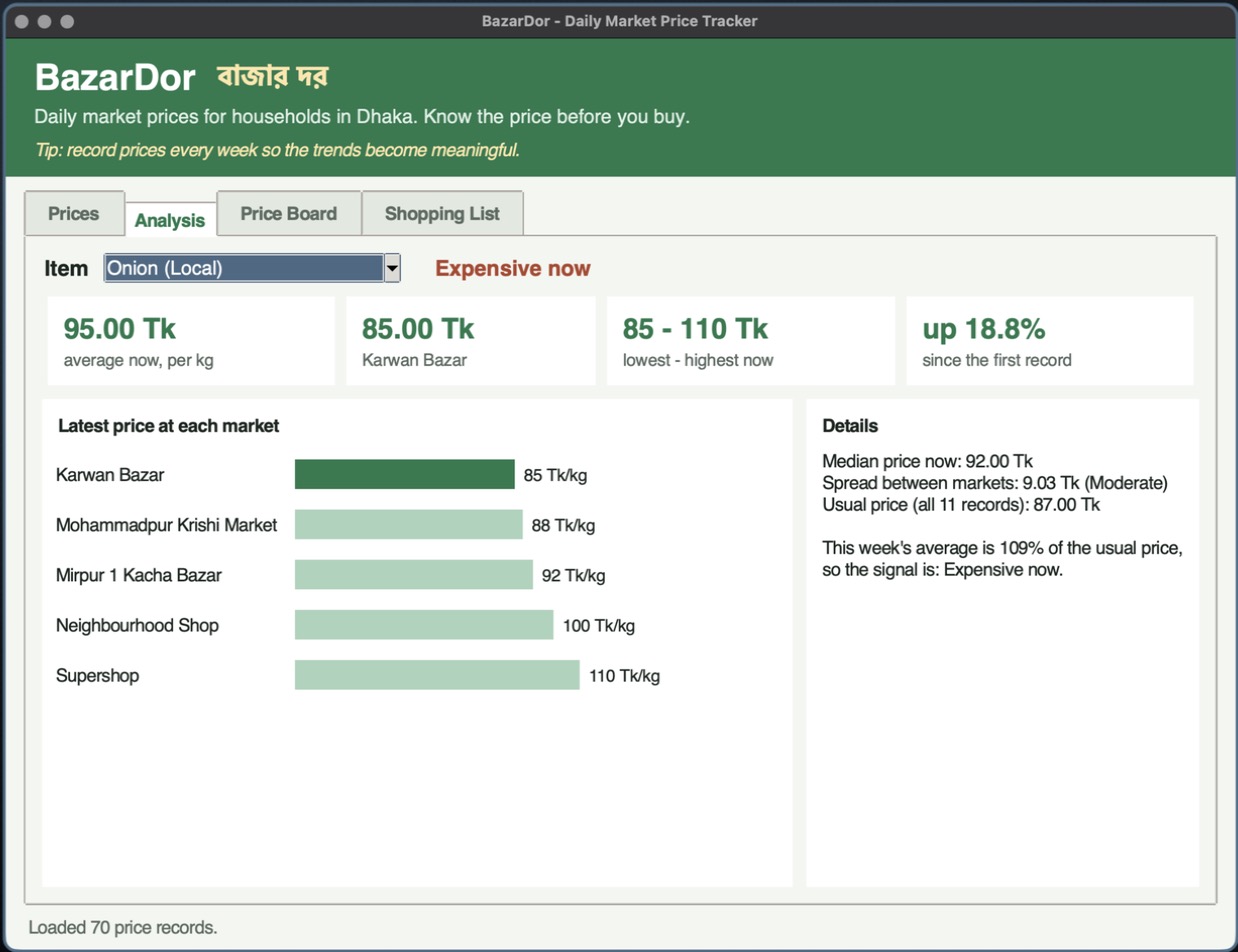 BazarDor - Daily Market Price Tracker
BazarDor বাজার দর
Daily market prices for households in Dhaka. Know the price before you buy.
Tip: record prices every week so the trends become meaningful.
Prices Analysis Price Board Shopping List
Item Onion (Local) Expensive now
95.00 Tk
average now, per kg
85.00 Tk
Karwan Bazar
85 - 110 Tk
lowest - highest now
up 18.8%
since the first record
Latest price at each market
Karwan Bazar 85 Tk/kg
Mohammadpur Krishi Market 88 Tk/kg
Mirpur 1 Kacha Bazar 92 Tk/kg
Neighbourhood Shop 100 Tk/kg
Supershop 110 Tk/kg
Details
Median price now: 92.00 Tk
Spread between markets: 9.03 Tk (Moderate)
Usual price (all 11 records): 87.00 Tk
This week's average is 109% of the usual price,
so the signal is: Expensive now.
Loaded 70 price records.